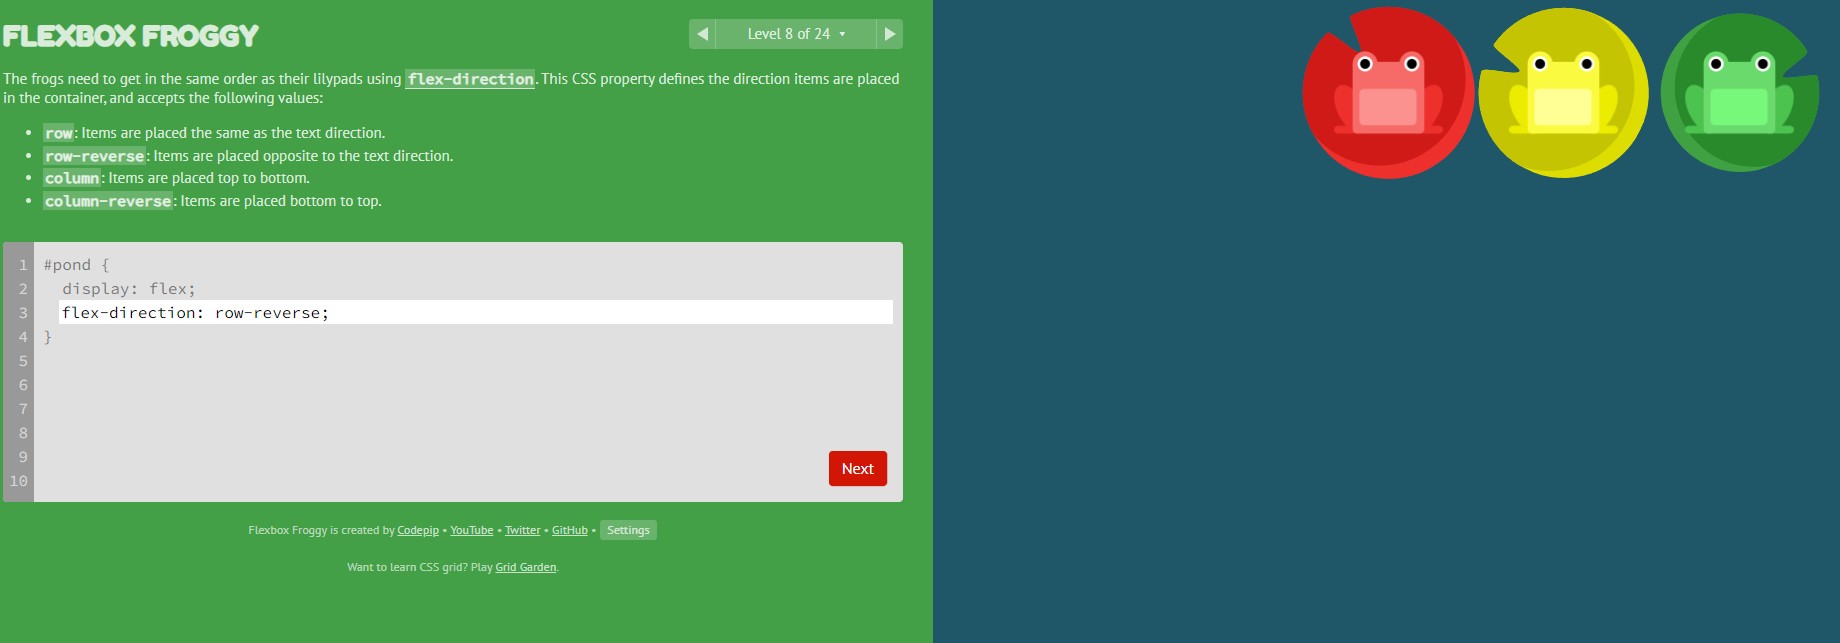 FLEXBOX FROGGY
◀ Level 8 of 24 ▾ ▶
The frogs need to get in the same order as their lilypads using flex-direction. This CSS property defines the direction items are placed
in the container, and accepts the following values:
• row: Items are placed the same as the text direction.
• row-reverse: Items are placed opposite to the text direction.
• column: Items are placed top to bottom.
• column-reverse: Items are placed bottom to top.
1 #pond {
2 display: flex;
3 flex-direction: row-reverse;
4 }
5
6
7
8
9
10
Next
Flexbox Froggy is created by Codepip • YouTube • Twitter • GitHub • Settings
Want to learn CSS grid? Play Grid Garden.